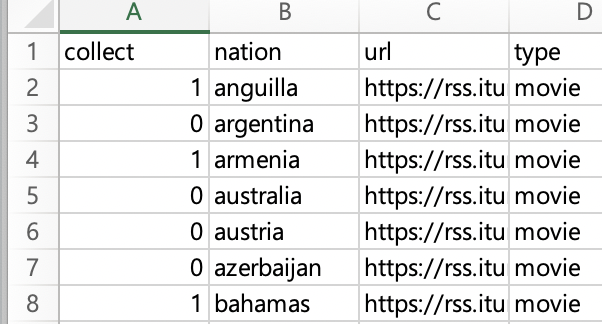 A B C D
1 collect nation url type
2 1 anguilla https://rss.itu movie
3 0 argentina https://rss.itu movie
4 1 armenia https://rss.itu movie
5 0 australia https://rss.itu movie
6 0 austria https://rss.itu movie
7 0 azerbaijan https://rss.itu movie
8 1 bahamas https://rss.itu movie